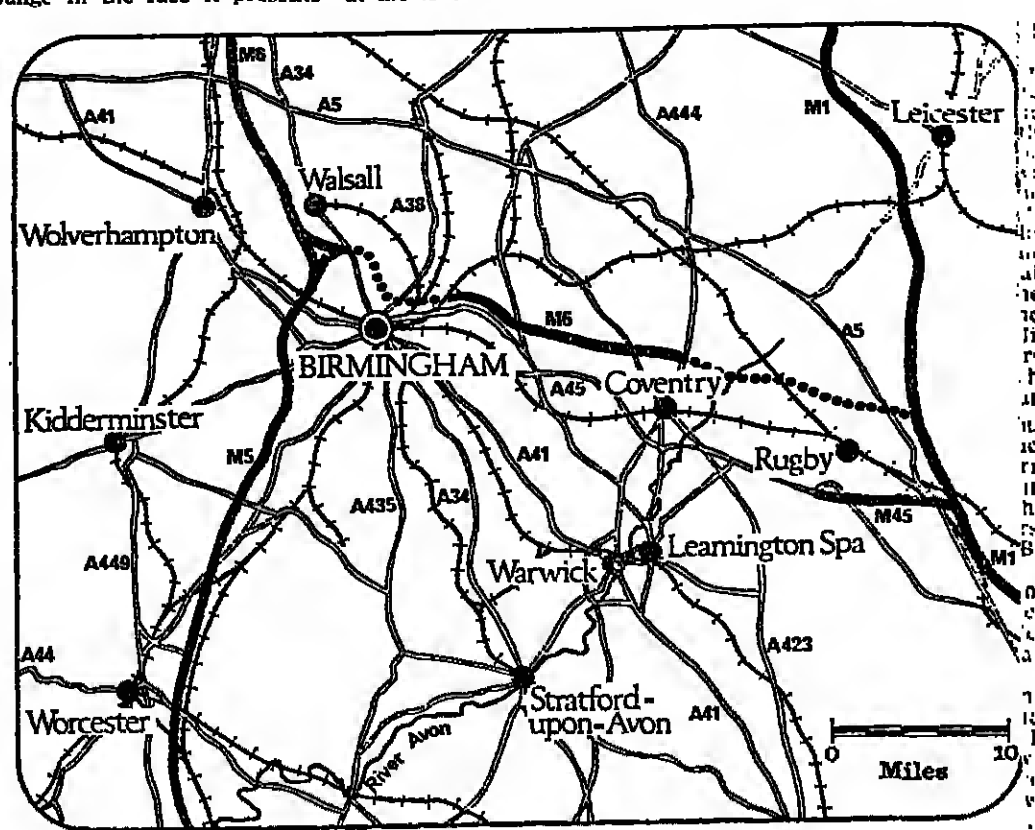 M6
A34
A5
A444
M1
Leicester
A41
Walsall
A38
Wolverhampton
M6
A5
BIRMINGHAM
A45
Coventry
Kidderminster
M5
A41
Rugby
A435
A34
M45
A449
Warwick
Leamington Spa
M1
A44
A423
Worcester
Stratford-
upon-Avon
River Avon
A41
0 10
Miles